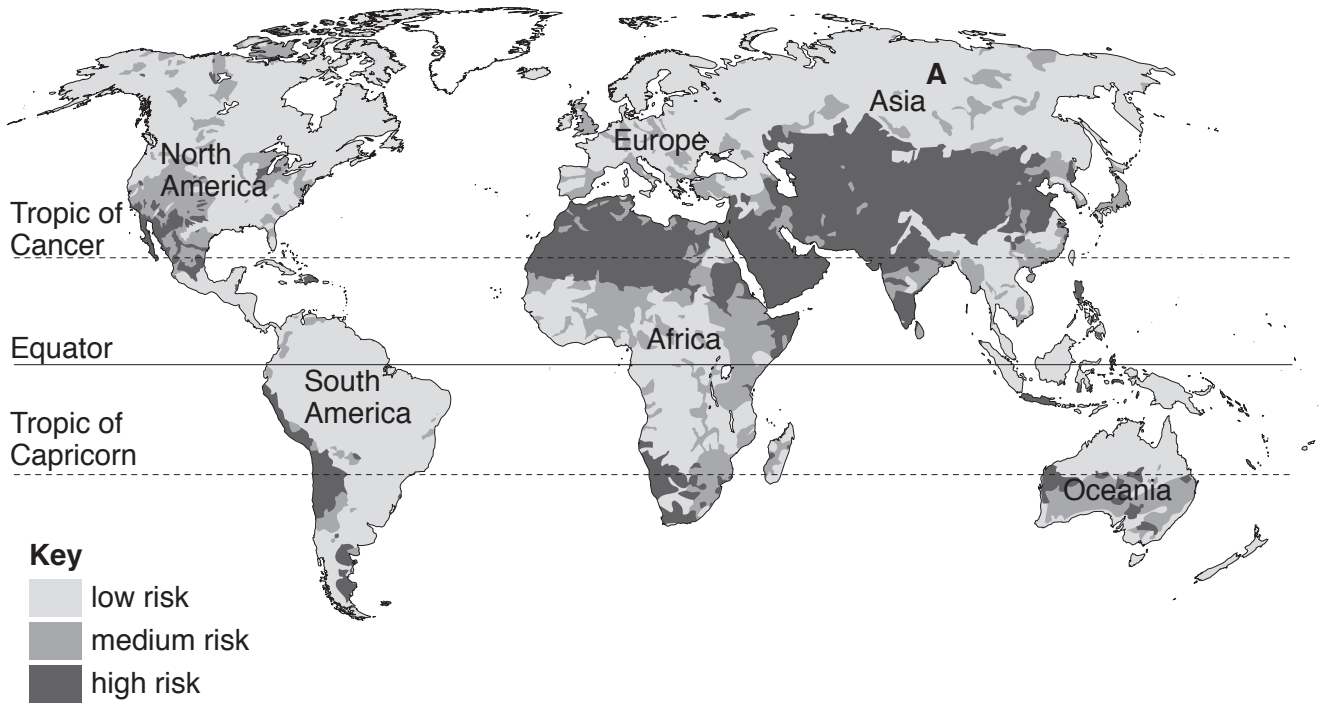 A
Asia
Europe
North
America
Tropic of
Cancer
Africa
Equator
South
America
Tropic of
Capricorn
Oceania
Key
low risk
medium risk
high risk